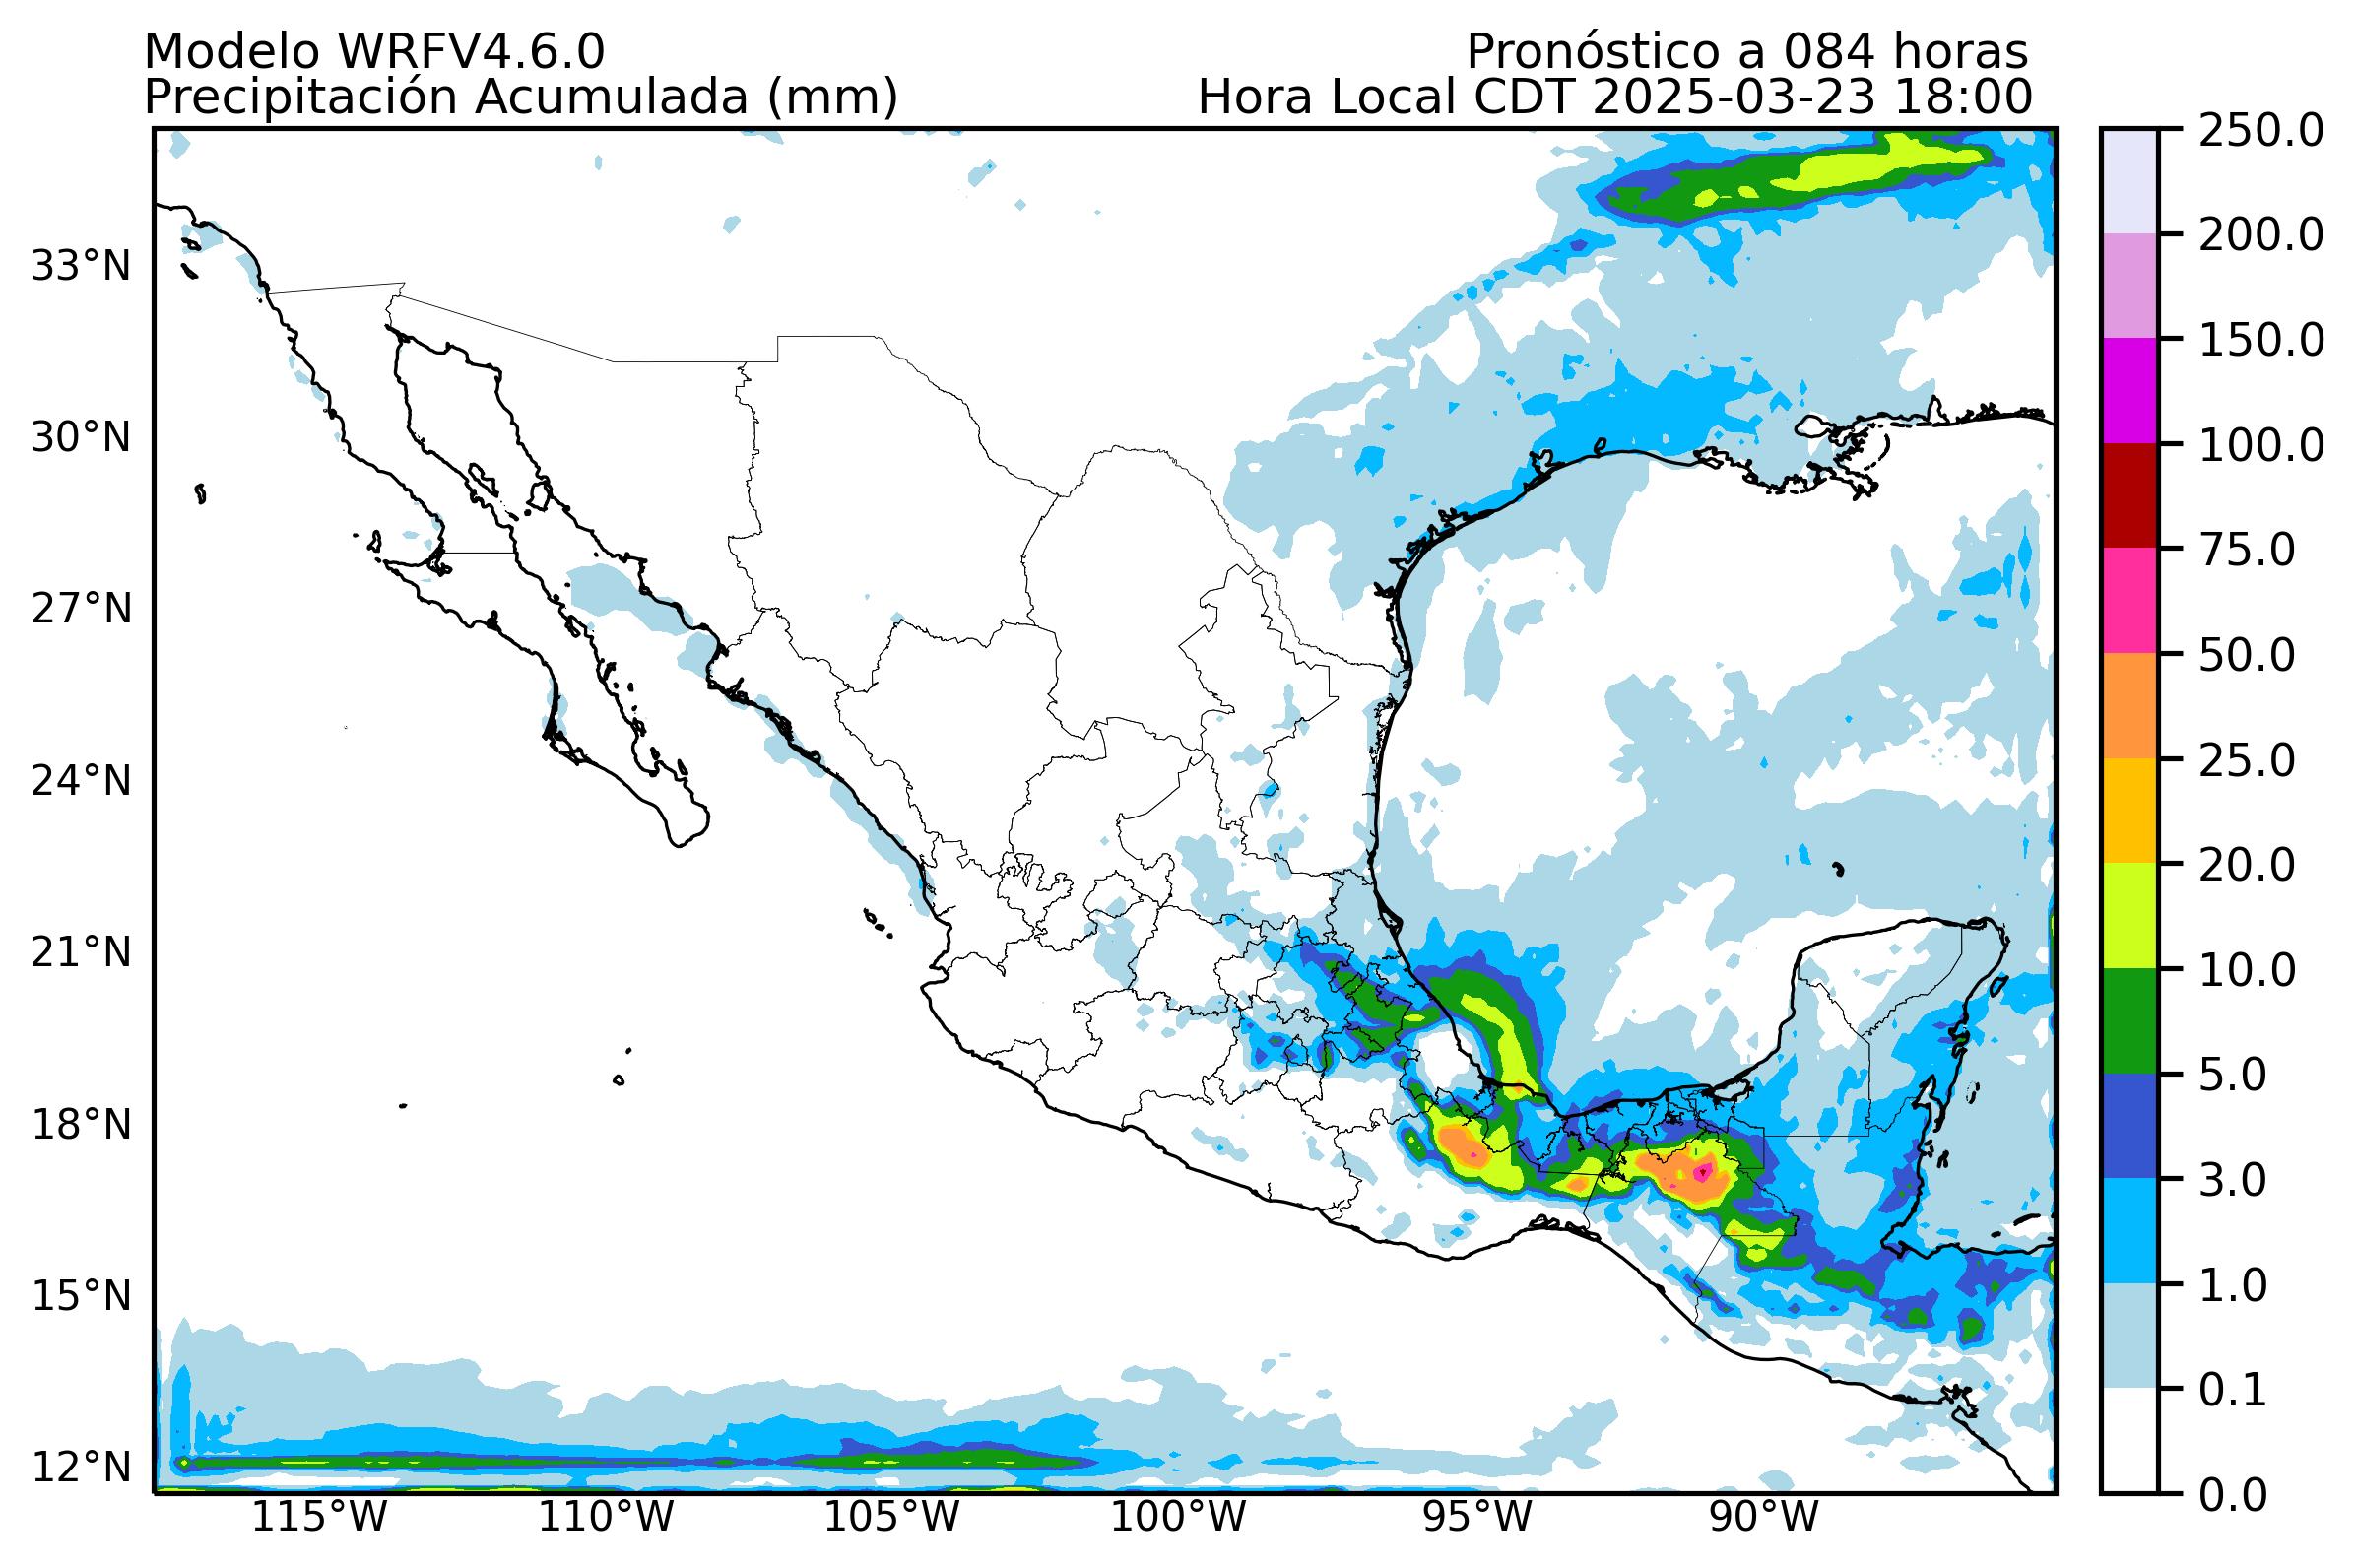 Modelo WRFV4.6.0
Pronóstico a 084 horas
Precipitación Acumulada (mm)
Hora Local CDT 2025-03-23 18:00
33°N
30°N
27°N
24°N
21°N
18°N
15°N
12°N
115°W
110°W
105°W
100°W
95°W
90°W
250.0
200.0
150.0
100.0
75.0
50.0
25.0
20.0
10.0
5.0
3.0
1.0
0.1
0.0